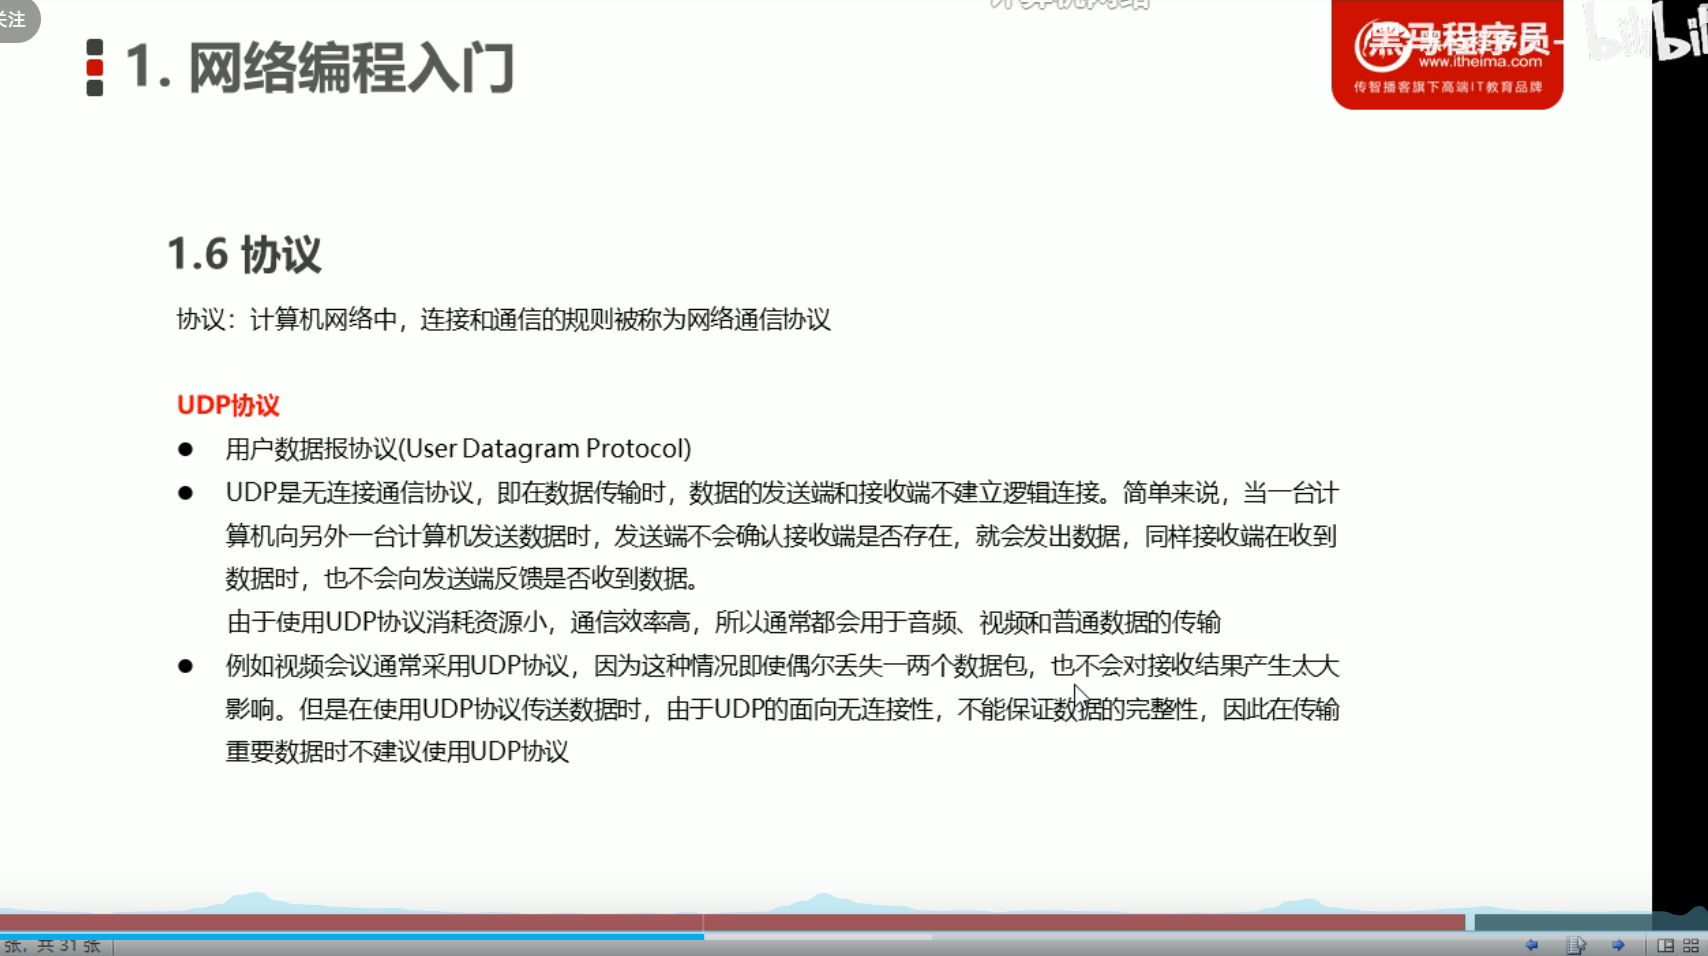 关注
1. 网络编程入门
黑马程序员-
www.itheima.com
传智播客旗下高端IT教育品牌
bilibili
1.6 协议
协议：计算机网络中，连接和通信的规则被称为网络通信协议
UDP协议
● 用户数据报协议(User Datagram Protocol)
● UDP是无连接通信协议，即在数据传输时，数据的发送端和接收端不建立逻辑连接。简单来说，当一台计
算机向另外一台计算机发送数据时，发送端不会确认接收端是否存在，就会发出数据，同样接收端在收到
数据时，也不会向发送端反馈是否收到数据。
由于使用UDP协议消耗资源小，通信效率高，所以通常都会用于音频、视频和普通数据的传输
● 例如视频会议通常采用UDP协议，因为这种情况即使偶尔丢失一两个数据包，也不会对接收结果产生太大
影响。但是在使用UDP协议传送数据时，由于UDP的面向无连接性，不能保证数据的完整性，因此在传输
重要数据时不建议使用UDP协议
张，共 31 张